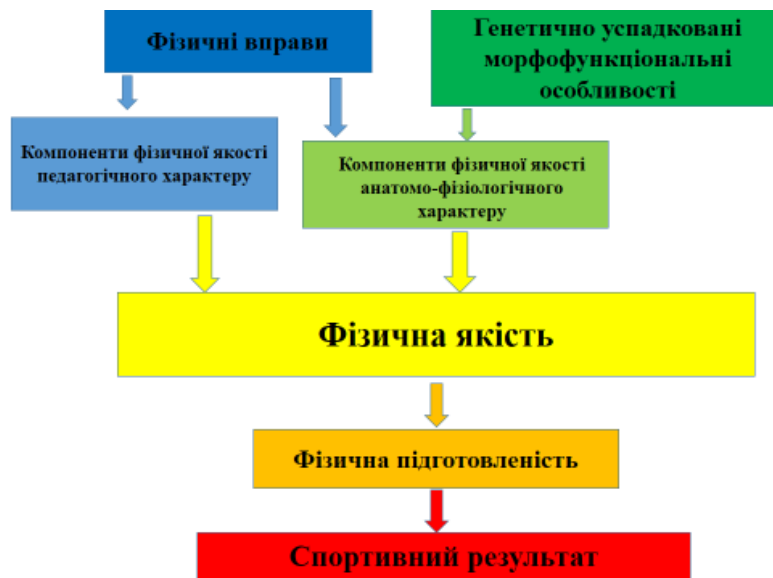 Фізичні вправи
Генетично успадковані
морфофункціональні
особливості
Компоненти фізичної якості
педагогічного характеру
Компоненти фізичної якості
анатомо-фізіологічного
характеру
Фізична якість
Фізична підготовленість
Спортивний результат